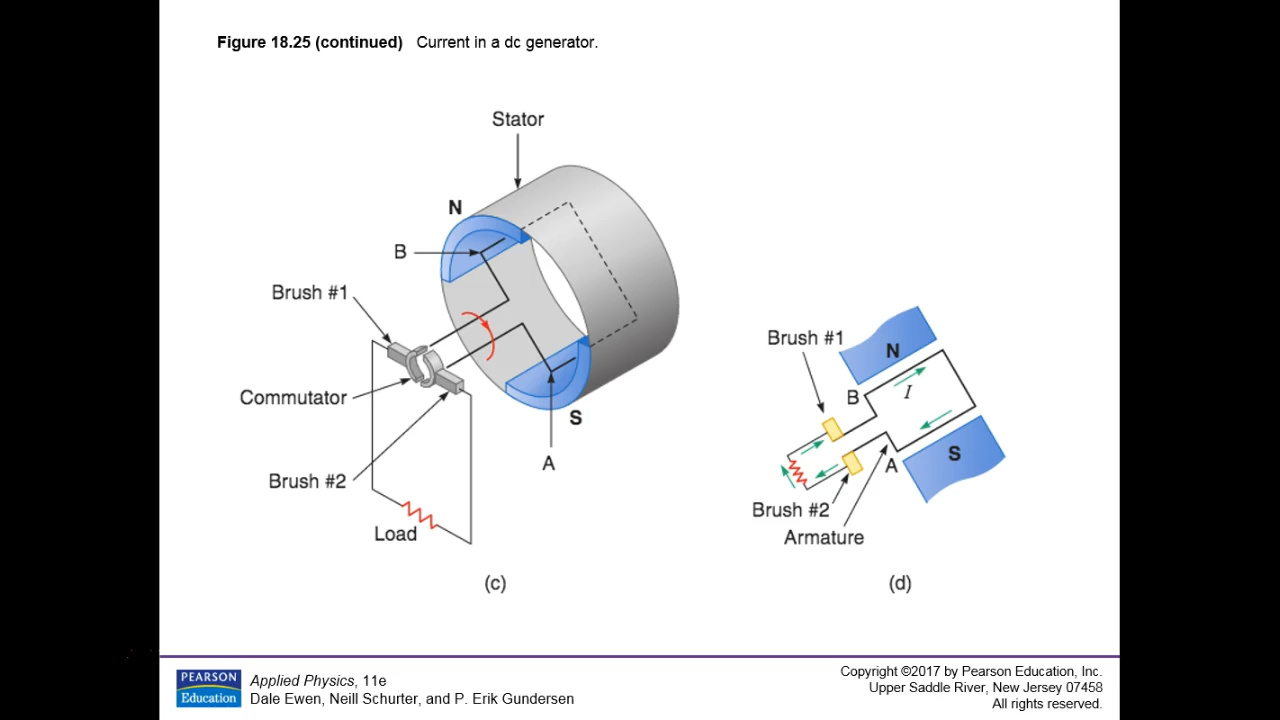 Figure 18.25 (continued) Current in a dc generator.
Stator
N
B
Brush #1
Commutator
Brush #2
Load
S
A
(c)
Brush #1
N
B
I
S
A
Brush #2
Armature
(d)
PEARSON
Education
Applied Physics, 11e
Dale Ewen, Neill Schurter, and P. Erik Gundersen
Copyright ©2017 by Pearson Education, Inc.
Upper Saddle River, New Jersey 07458
All rights reserved.